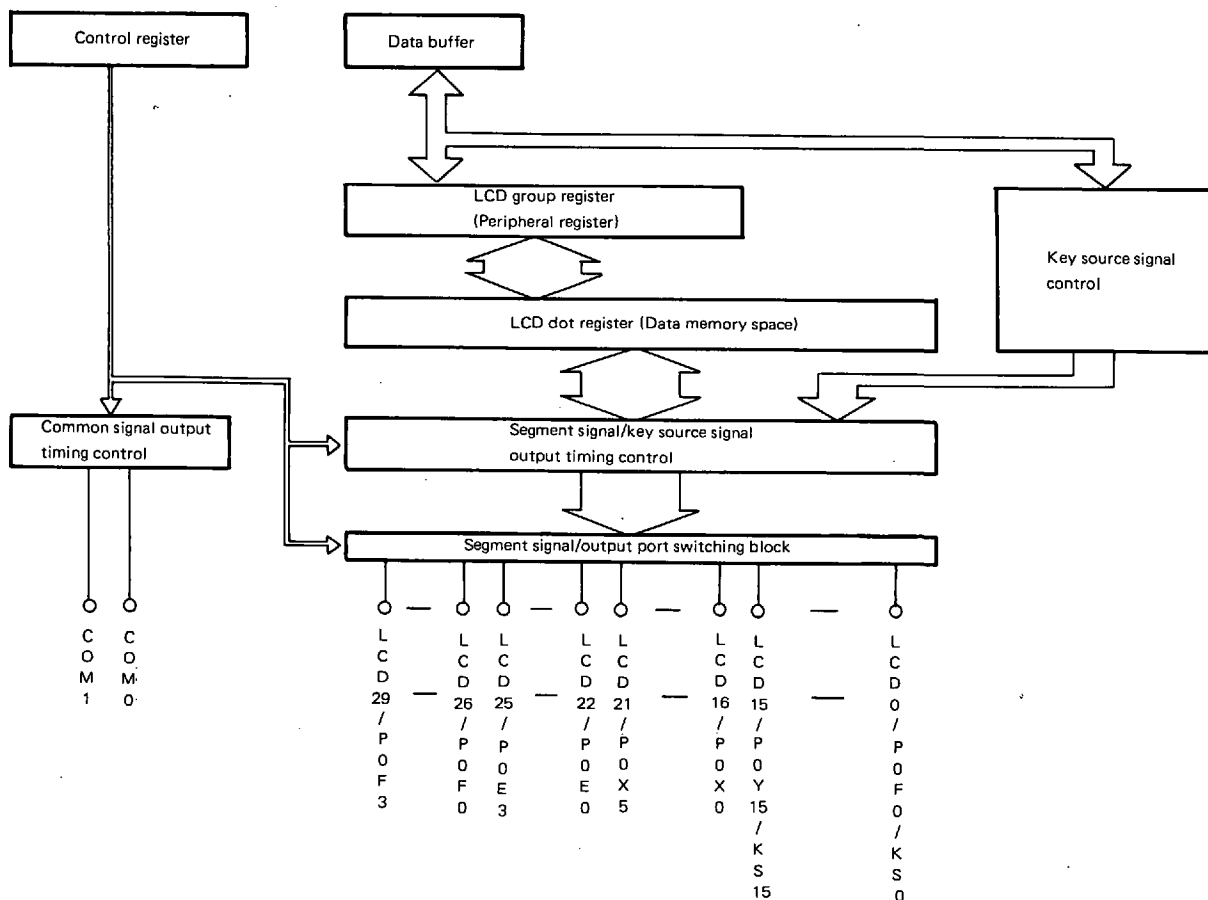 Control register
Data buffer
LCD group register
(Peripheral register)
Key source signal
control
LCD dot register (Data memory space)
Common signal output
timing control
Segment signal/key source signal
output timing control
Segment signal/output port switching block
COM1
COM0
LCD29/P0F3
LCD26/P0F0
LCD25/P0E3
LCD22/P0E0
LCD21/P0X5
LCD16/P0X0
LCD15/P0Y15/KS15
LCD0/P0F0/KS0